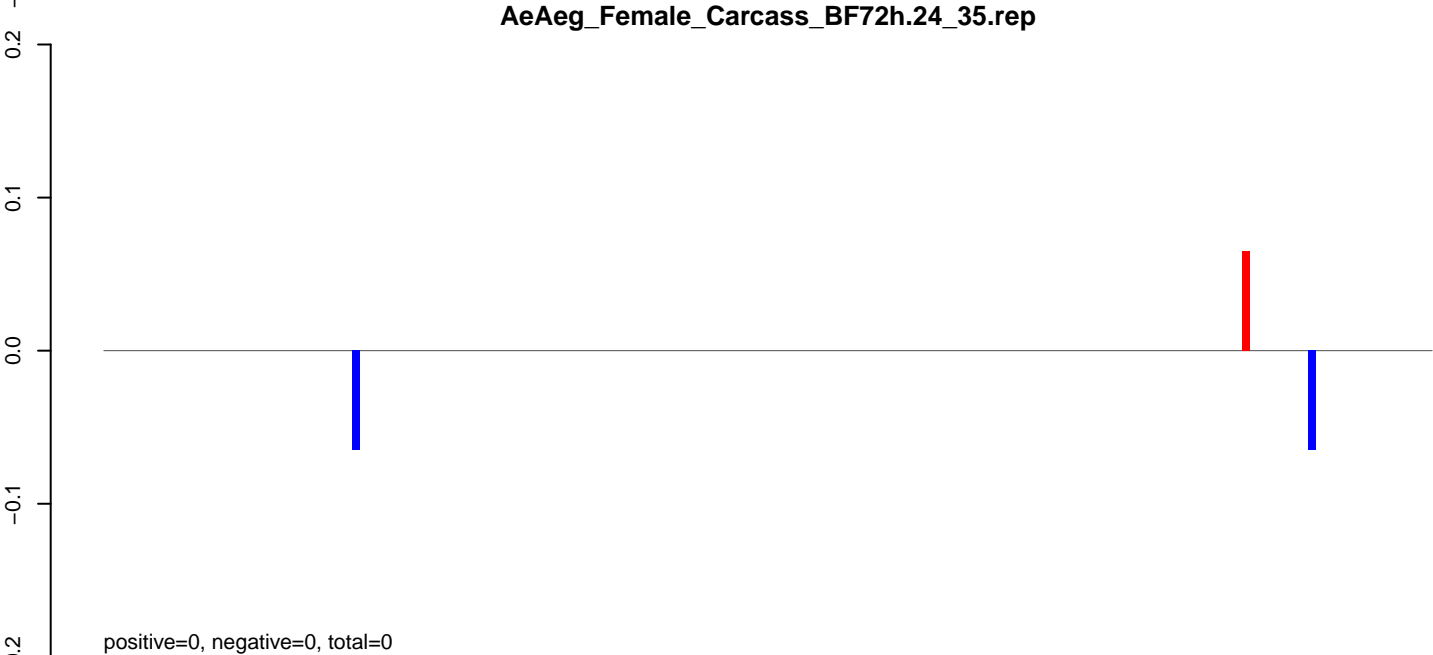 AeAeg_Female_Carcass_BF72h.24_35.rep
0.2
0.1
0.0
−0.1
positive=0, negative=0, total=0